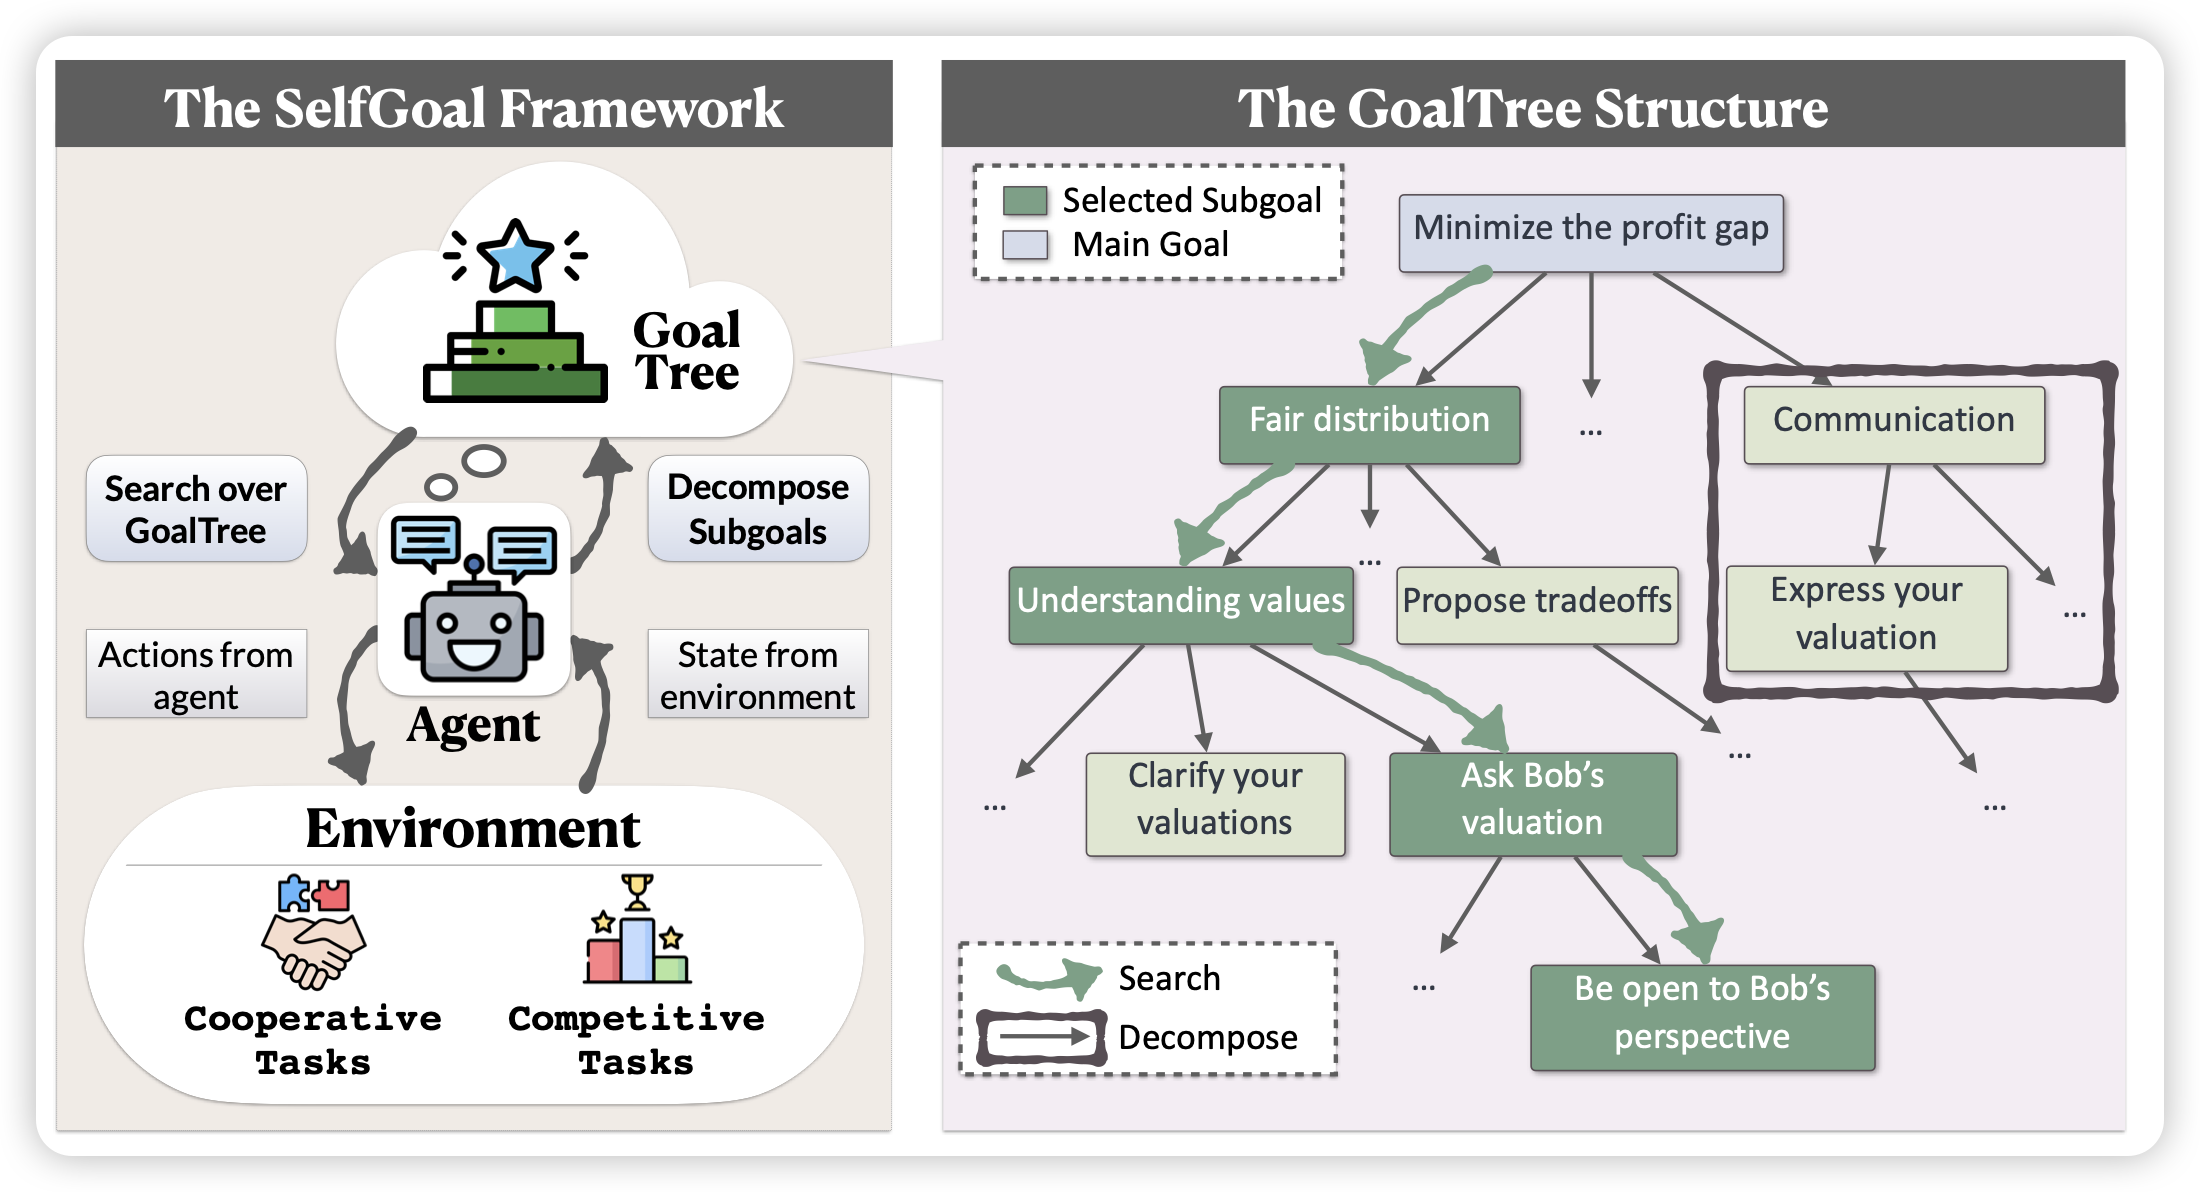 The SelfGoal Framework
Goal
Tree
Search over
GoalTree
Decompose
Subgoals
Actions from
agent
State from
environment
Agent
Environment
Cooperative
Tasks
Competitive
Tasks
The GoalTree Structure
Selected Subgoal
Main Goal
Minimize the profit gap
Fair distribution
...
Communication
Understanding values
...
Propose tradeoffs
Express your
valuation
...
...
Clarify your
valuations
Ask Bob’s
valuation
...
...
...
Be open to Bob’s
perspective
Search
Decompose